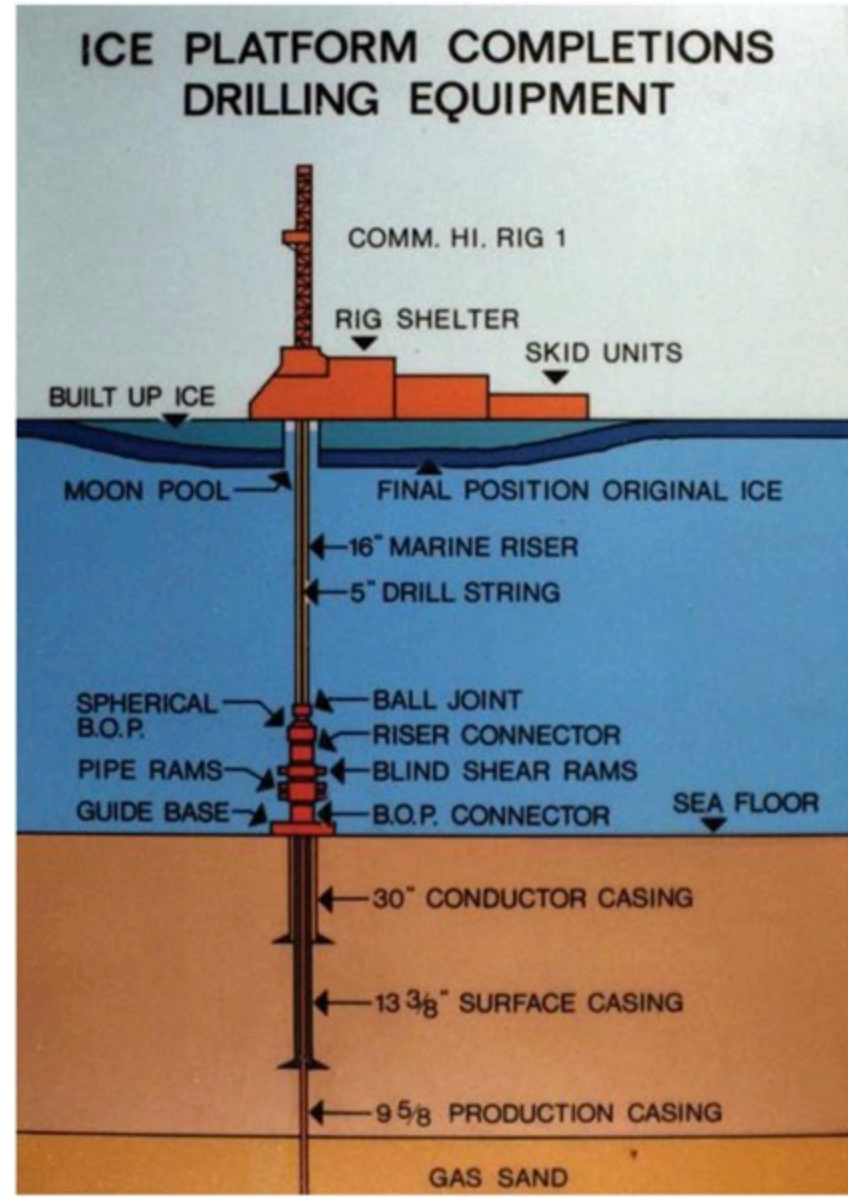 ICE PLATFORM COMPLETIONS
DRILLING EQUIPMENT
COMM. HI. RIG 1
RIG SHELTER
SKID UNITS
BUILT UP ICE
MOON POOL
FINAL POSITION ORIGINAL ICE
16" MARINE RISER
5" DRILL STRING
SPHERICAL
B.O.P.
BALL JOINT
RISER CONNECTOR
PIPE RAMS
BLIND SHEAR RAMS
GUIDE BASE
B.O.P. CONNECTOR
SEA FLOOR
30" CONDUCTOR CASING
13 3/8" SURFACE CASING
9 5/8 PRODUCTION CASING
GAS SAND